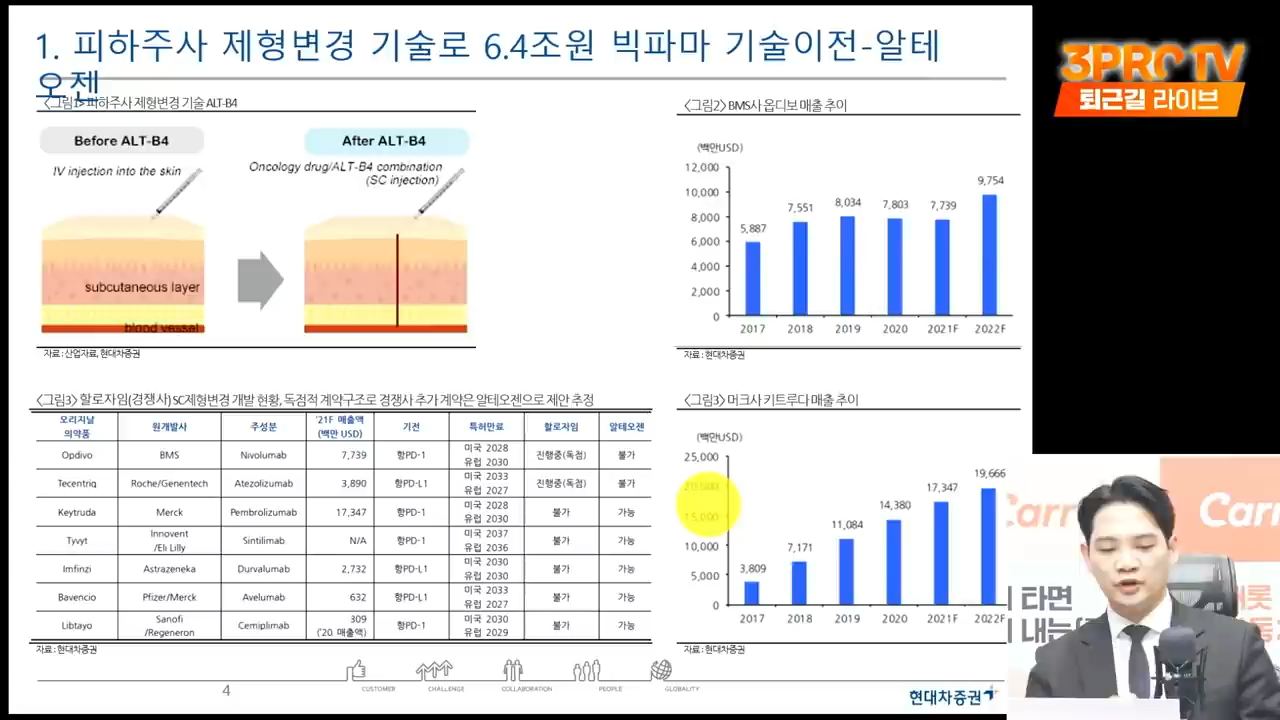 1. 피하주사 제형변경 기술로 6.4조원 빅파마 기술이전-알테
오젠
3PRO TV
퇴근길 라이브
<그림1> 피하주사 제형변경 기술 ALT-B4
Before ALT-B4
After ALT-B4
IV injection into the skin
Oncology drug/ALT-B4 combination
(SC injection)
subcutaneous layer
blood vessel
자료 : 산업자료, 현대차증권
<그림2> BMS사 옵디보 매출 추이
(백만USD)
12,000
10,000
8,000
6,000
4,000
2,000
0
5,887
7,551
8,034
7,803
7,739
9,754
2017 2018 2019 2020 2021F 2022F
자료 : 현대차증권
<그림3> 할로자임(경쟁사) SC제형변경 개발 현황, 독점적 계약구조로 경쟁사 추가 계약은 알테오젠으로 제안 추정
오리지날 의약품 원개발사 주성분 '21F 매출액 (백만 USD) 기전 특허만료 할로자임 알테오젠
Opdivo BMS Nivolumab 7,739 항PD-1 미국 2028 유럽 2030 진행중(독점) 불가
Tecentriq Roche/Genentech Atezolizumab 3,890 항PD-L1 미국 2033 유럽 2027 진행중(독점) 불가
Keytruda Merck Pembrolizumab 17,347 항PD-1 미국 2028 유럽 2030 불가 가능
Tyvyt Innovent /Eli Lilly Sintilimab N/A 항PD-1 미국 2037 유럽 2036 불가 가능
Imfinzi Astrazeneka Durvalumab 2,732 항PD-L1 미국 2030 유럽 2030 불가 가능
Bavencio Pfizer/Merck Avelumab 632 항PD-L1 미국 2033 유럽 2027 불가 가능
Libtayo Sanofi /Regeneron Cemiplimab 309 ('20. 매출액) 항PD-1 미국 2030 유럽 2029 불가 가능
자료 : 현대차증권
<그림3> 머크사 키트루다 매출 추이
(백만USD)
25,000
20,000
15,000
10,000
5,000
0
3,809
7,171
11,084
14,380
17,347
19,666
2017 2018 2019 2020 2021F 2022F
자료 : 현대차증권
4
CUSTOMER CHALLENGE COLLABORATION PEOPLE GLOBALITY
현대차증권
Carr
Carr
타면
내는